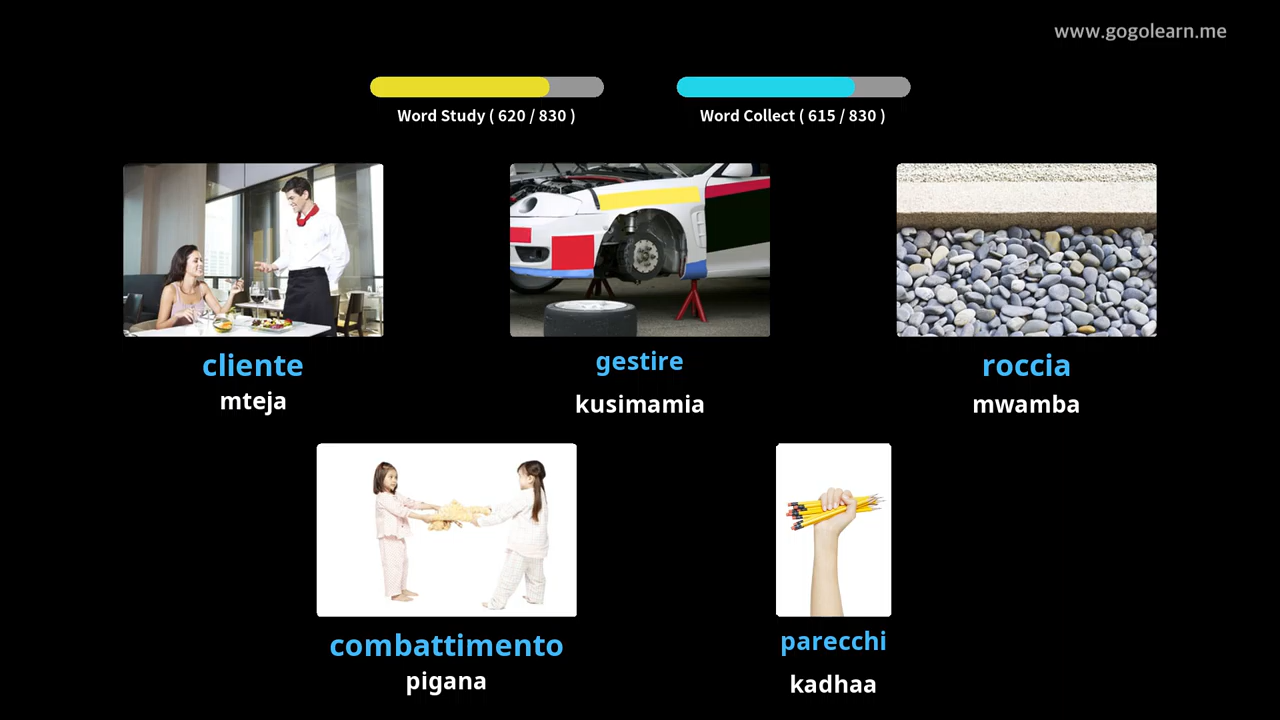 www.gogolearn.me
Word Study ( 620 / 830 )
Word Collect ( 615 / 830 )
cliente
mteja
gestire
kusimamia
roccia
mwamba
combattimento
pigana
parecchi
kadhaa